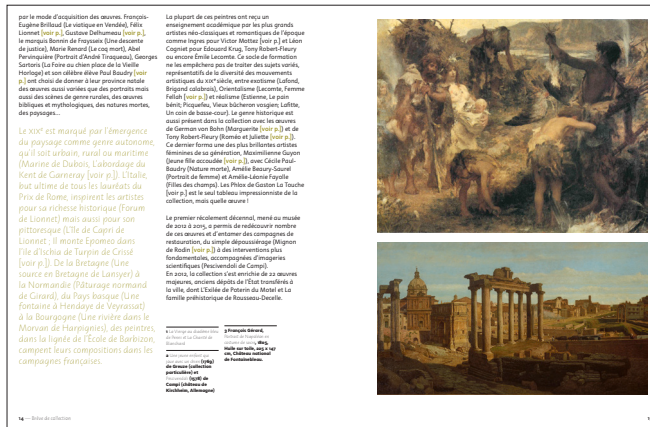 par le mode d'acquisition des œuvres. François-
Eugène Brillaud (Le viatique en Vendée), Félix
Lionnet [voir p.], Gustave Delhumeau [voir p.],
le marquis Bonnin de Fraysseix (Une descente
de justice), Marie Renard (Le coq mort), Abel
Pervinquière (Portrait d'André Tiraqueau), Georges
Sartoris (La Foire au chien place de la Vieille
Horloge) et son célèbre élève Paul Baudry [voir
p.] ont choisi de donner à leur province natale
des œuvres aussi variées que des portraits mais
aussi des scènes de genre rurales, des œuvres
bibliques et mythologiques, des natures mortes,
des paysages...
Le XIXe est marqué par l'émergence
du paysage comme genre autonome,
qu'il soit urbain, rural ou maritime
(Marine de Dubois, L'abordage du
Kent de Garneray [voir p.]). L'Italie,
but ultime de tous les lauréats du
Prix de Rome, inspirent les artistes
pour sa richesse historique (Forum
de Lionnet) mais aussi pour son
pittoresque (L'île de Capri de
Lionnet ; Il monte Epomeo dans
l'île d'Ischia de Turpin de Crissé
[voir p.]). De la Bretagne (Une
source en Bretagne de Lansyer) à
la Normandie (Pâturage normand
de Girard), du Pays basque (Une
fontaine à Hendaye de Veyrassat)
à la Bourgogne (Une rivière dans le
Morvan de Harpignies), des peintres,
dans la lignée de l'École de Barbizon,
campent leurs compositions dans les
campagnes françaises.
La plupart de ces peintres ont reçu un
enseignement académique par les plus grands
artistes néo-classiques et romantiques de l'époque
comme Ingres pour Victor Mottez [voir p.] et Léon
Cogniet pour Edouard Krug, Tony Robert-Fleury
ou encore Émile Lecomte. Ce socle de formation
ne les empêchera pas de traiter des sujets variés,
représentatifs de la diversité des mouvements
artistiques du XIXe siècle, entre exotisme (Lafond,
Brigand calabrais), Orientalisme (Lecomte, Femme
Fellah [voir p.]) et réalisme (Estienne, Le pain
bénit; Picquefeu, Vieux bûcheron vosgien; Lafitte,
Un coin de basse-cour). Le genre historique est
aussi présent dans la collection avec les œuvres
de German von Bohn (Marguerite [voir p.]) et de
Tony Robert-Fleury (Roméo et Juliette [voir p.]).
Ce dernier forma une des plus brillantes artistes
féminines de sa génération, Maximilienne Guyon
(Jeune fille accoudée [voir p.]), avec Cécile Paul-
Baudry (Nature morte), Amélie Beaury-Saurel
(Portrait de femme) et Amélie-Léonie Fayolle
(Filles des champs). Les Phlox de Gaston La Touche
[voir p.] est le seul tableau impressionniste de la
collection, mais quelle œuvre !
Le premier récolement décennal, mené au musée
de 2012 à 2015, a permis de redécouvrir nombre
de ces œuvres et d'entamer des campagnes de
restauration, du simple dépoussiérage (Mignon
de Rodin [voir p.]) à des interventions plus
fondamentales, accompagnées d'imageries
scientifiques (Pescivendoli de Campi).
En 2012, la collection s'est enrichie de 22 œuvres
majeures, anciens dépôts de l'État transférés à
la ville, dont L'Exilée de Poterin du Motel et La
famille préhistorique de Rousseau-Decelle.
de Greuze (collection
particulière) et
Campi (château de
Kirchheim, Allemagne)
3 François Gérard,
Huile sur toile, 225 x 147
cm, Château national
de Fontainebleau.
14 — Belve de collection